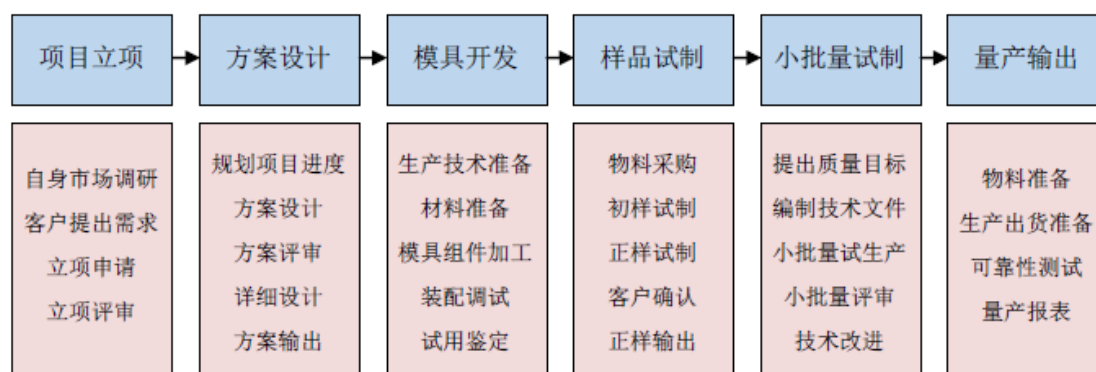 项目立项
方案设计
模具开发
样品试制
小批量试制
量产输出
自身市场调研
客户提出需求
立项申请
立项评审
规划项目进度
方案设计
方案评审
详细设计
方案输出
生产技术准备
材料准备
模具组件加工
装配调试
试用鉴定
物料采购
初样试制
正样试制
客户确认
正样输出
提出质量目标
编制技术文件
小批量试生产
小批量评审
技术改进
物料准备
生产出货准备
可靠性测试
量产报表